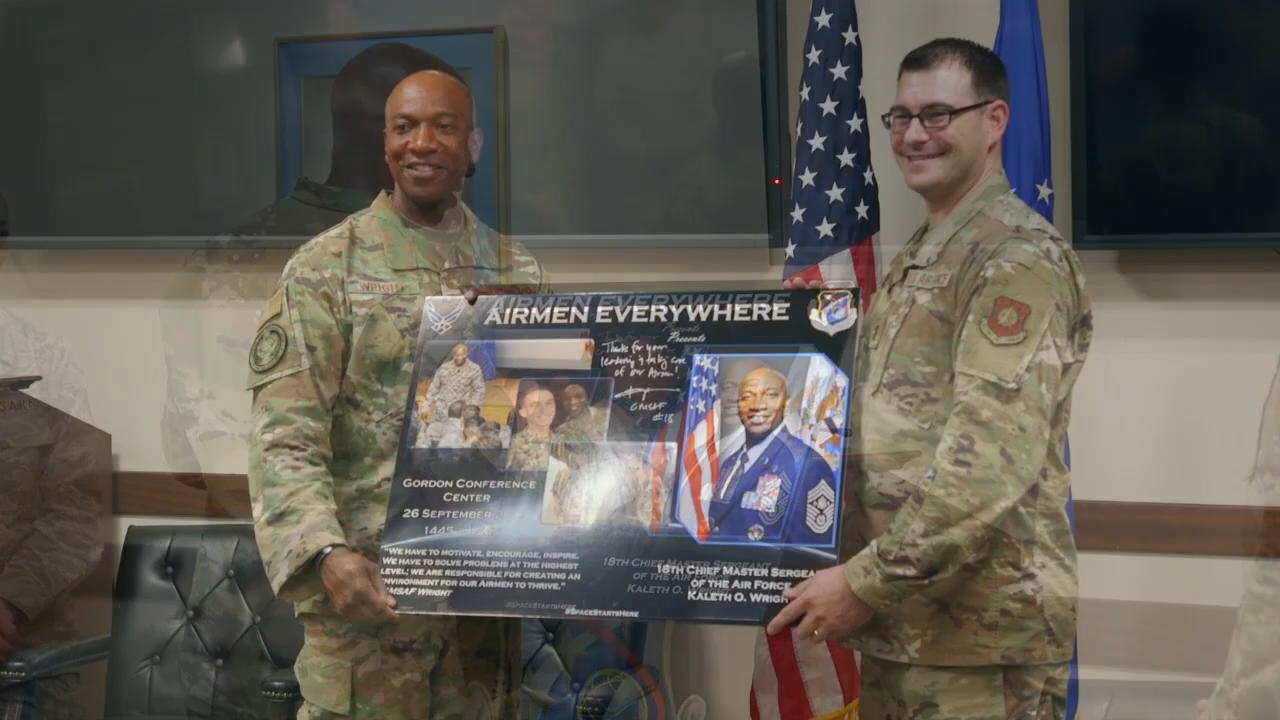 WRIGHT
AIRMEN EVERYWHERE
Presents
Thanks for your
leadership & taking care
of our Airmen!
CMSAF
#18
GORDON CONFERENCE
CENTER
26 SEPTEMBER
1445
"WE HAVE TO MOTIVATE, ENCOURAGE, INSPIRE.
WE HAVE TO SOLVE PROBLEMS AT THE HIGHEST
LEVEL; WE ARE RESPONSIBLE FOR CREATING AN
ENVIRONMENT FOR OUR AIRMEN TO THRIVE."
CMSAF WRIGHT
18TH CHIEF MASTER SERGEA
OF THE AIR FORCE
KALETH O. WRIGH
#SPACESTARTSHERE